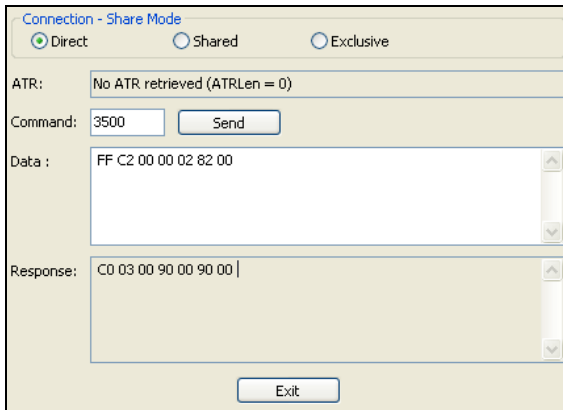 Connection - Share Mode
Direct Shared Exclusive
ATR: No ATR retrieved (ATRLen = 0)
Command: 3500 Send
Data : FF C2 00 00 02 82 00
Response: C0 03 00 90 00 90 00
Exit